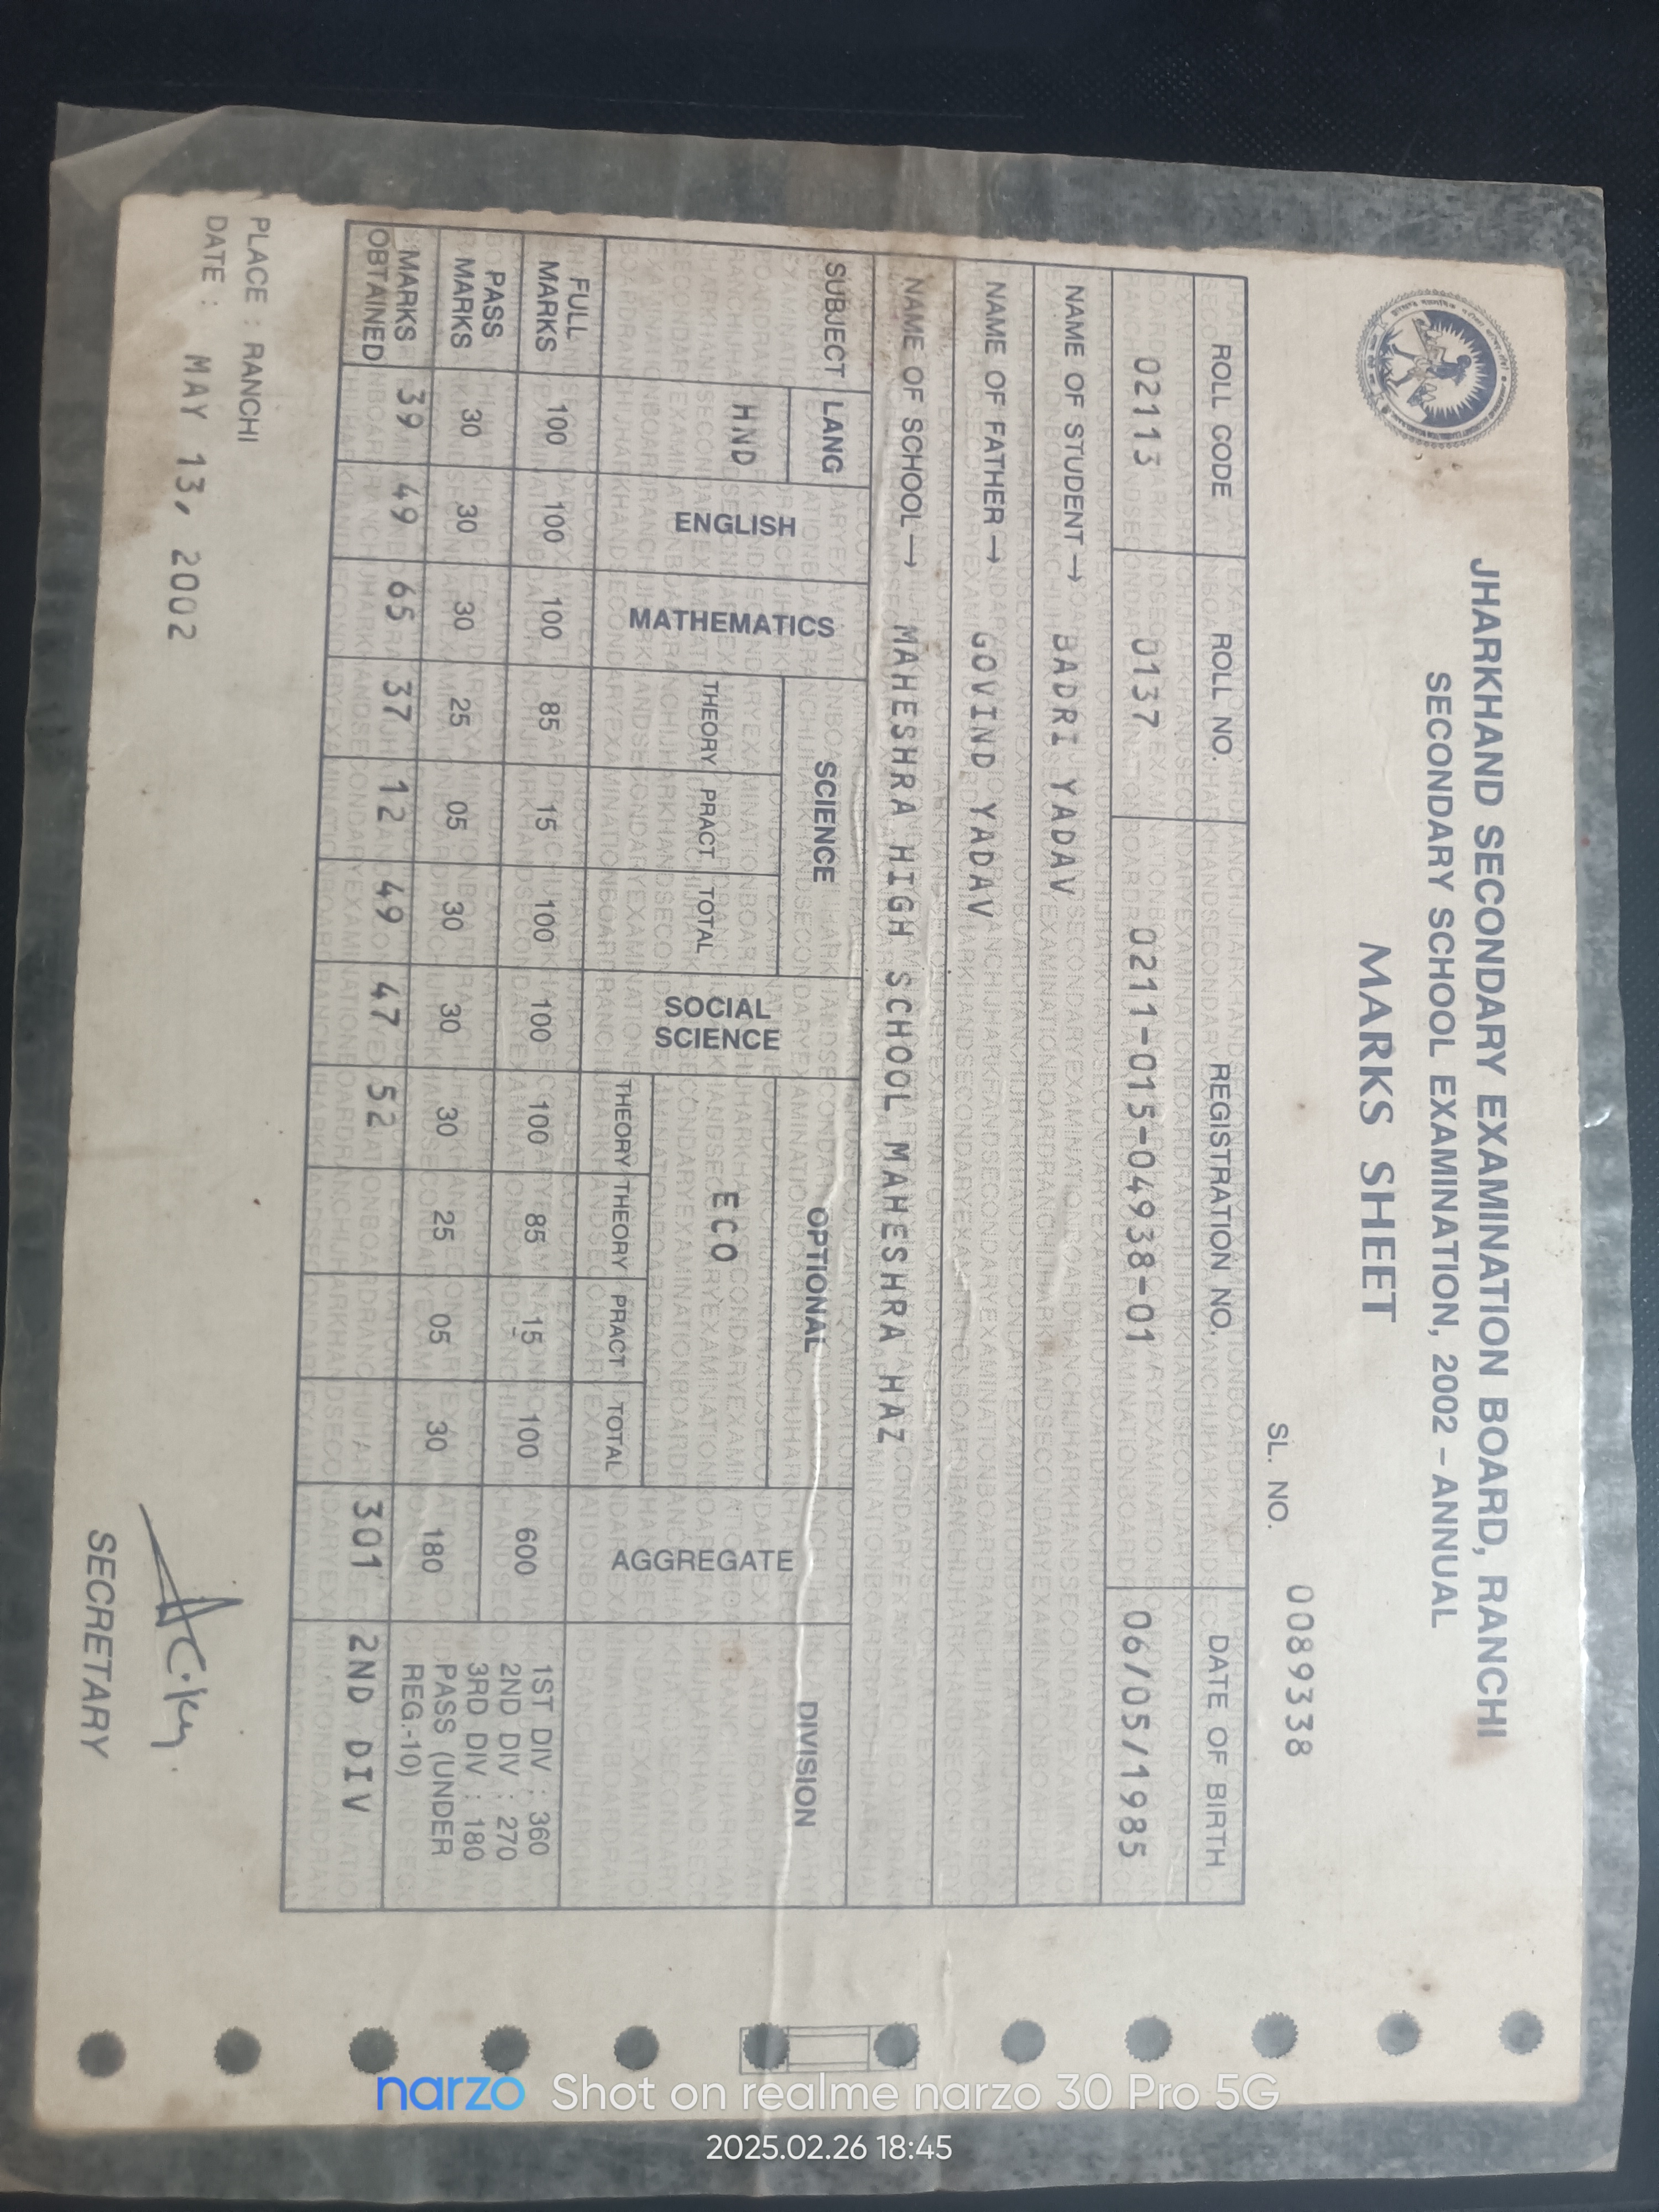 JHARKHAND SECONDARY EXAMINATION BOARD, RANCHI
SECONDARY SCHOOL EXAMINATION, 2002 – ANNUAL
MARKS SHEET
SL. NO. 0089338
ROLL CODE ROLL NO. REGISTRATION NO. DATE OF BIRTH
02113 0137 0211-015-04938-01 06/05/1985
NAME OF STUDENT→ BADRI YADAV
NAME OF FATHER→ GOVIND YADAV
NAME OF SCHOOL→ MAHESHRA HIGH SCHOOL MAHESHRA HAZ
SUBJECT LANG ENGLISH MATHEMATICS SCIENCE SOCIAL SCIENCE OPTIONAL AGGREGATE DIVISION
HND ECO
THEORY PRACT TOTAL THEORY THEORY PRACT TOTAL
FULL MARKS 100 100 100 85 15 100 100 100 85 15 100 600
PASS MARKS 30 30 30 25 05 30 30 30 25 05 30 180
1ST DIV : 360
2ND DIV : 270
3RD DIV : 180
PASS (UNDER
REG.-10)
MARKS OBTAINED 39 49 65 37 12 49 47 52 301 2ND DIV
PLACE : RANCHI
DATE : MAY 13, 2002
SECRETARY
narzo Shot on realme narzo 30 Pro 5G
2025.02.26 18:45